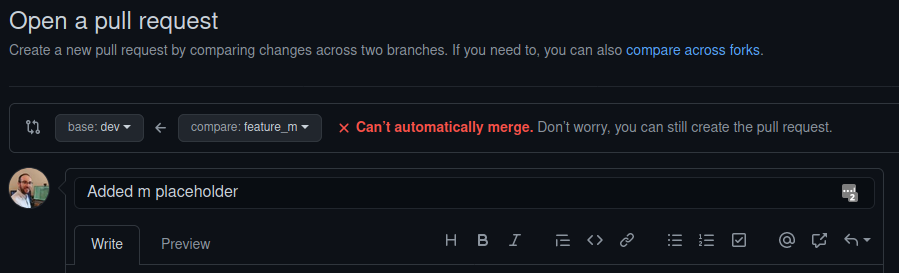 Open a pull request
Create a new pull request by comparing changes across two branches. If you need to, you can also compare across forks.
base: dev compare: feature_m Can't automatically merge. Don't worry, you can still create the pull request.
Added m placeholder
2
Write Preview H B I